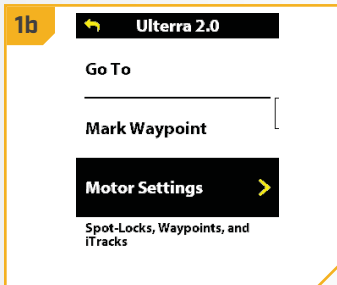 1b
Ulterra 2.0
Go To
Mark Waypoint
Motor Settings
Spot-Locks, Waypoints, and
iTracks